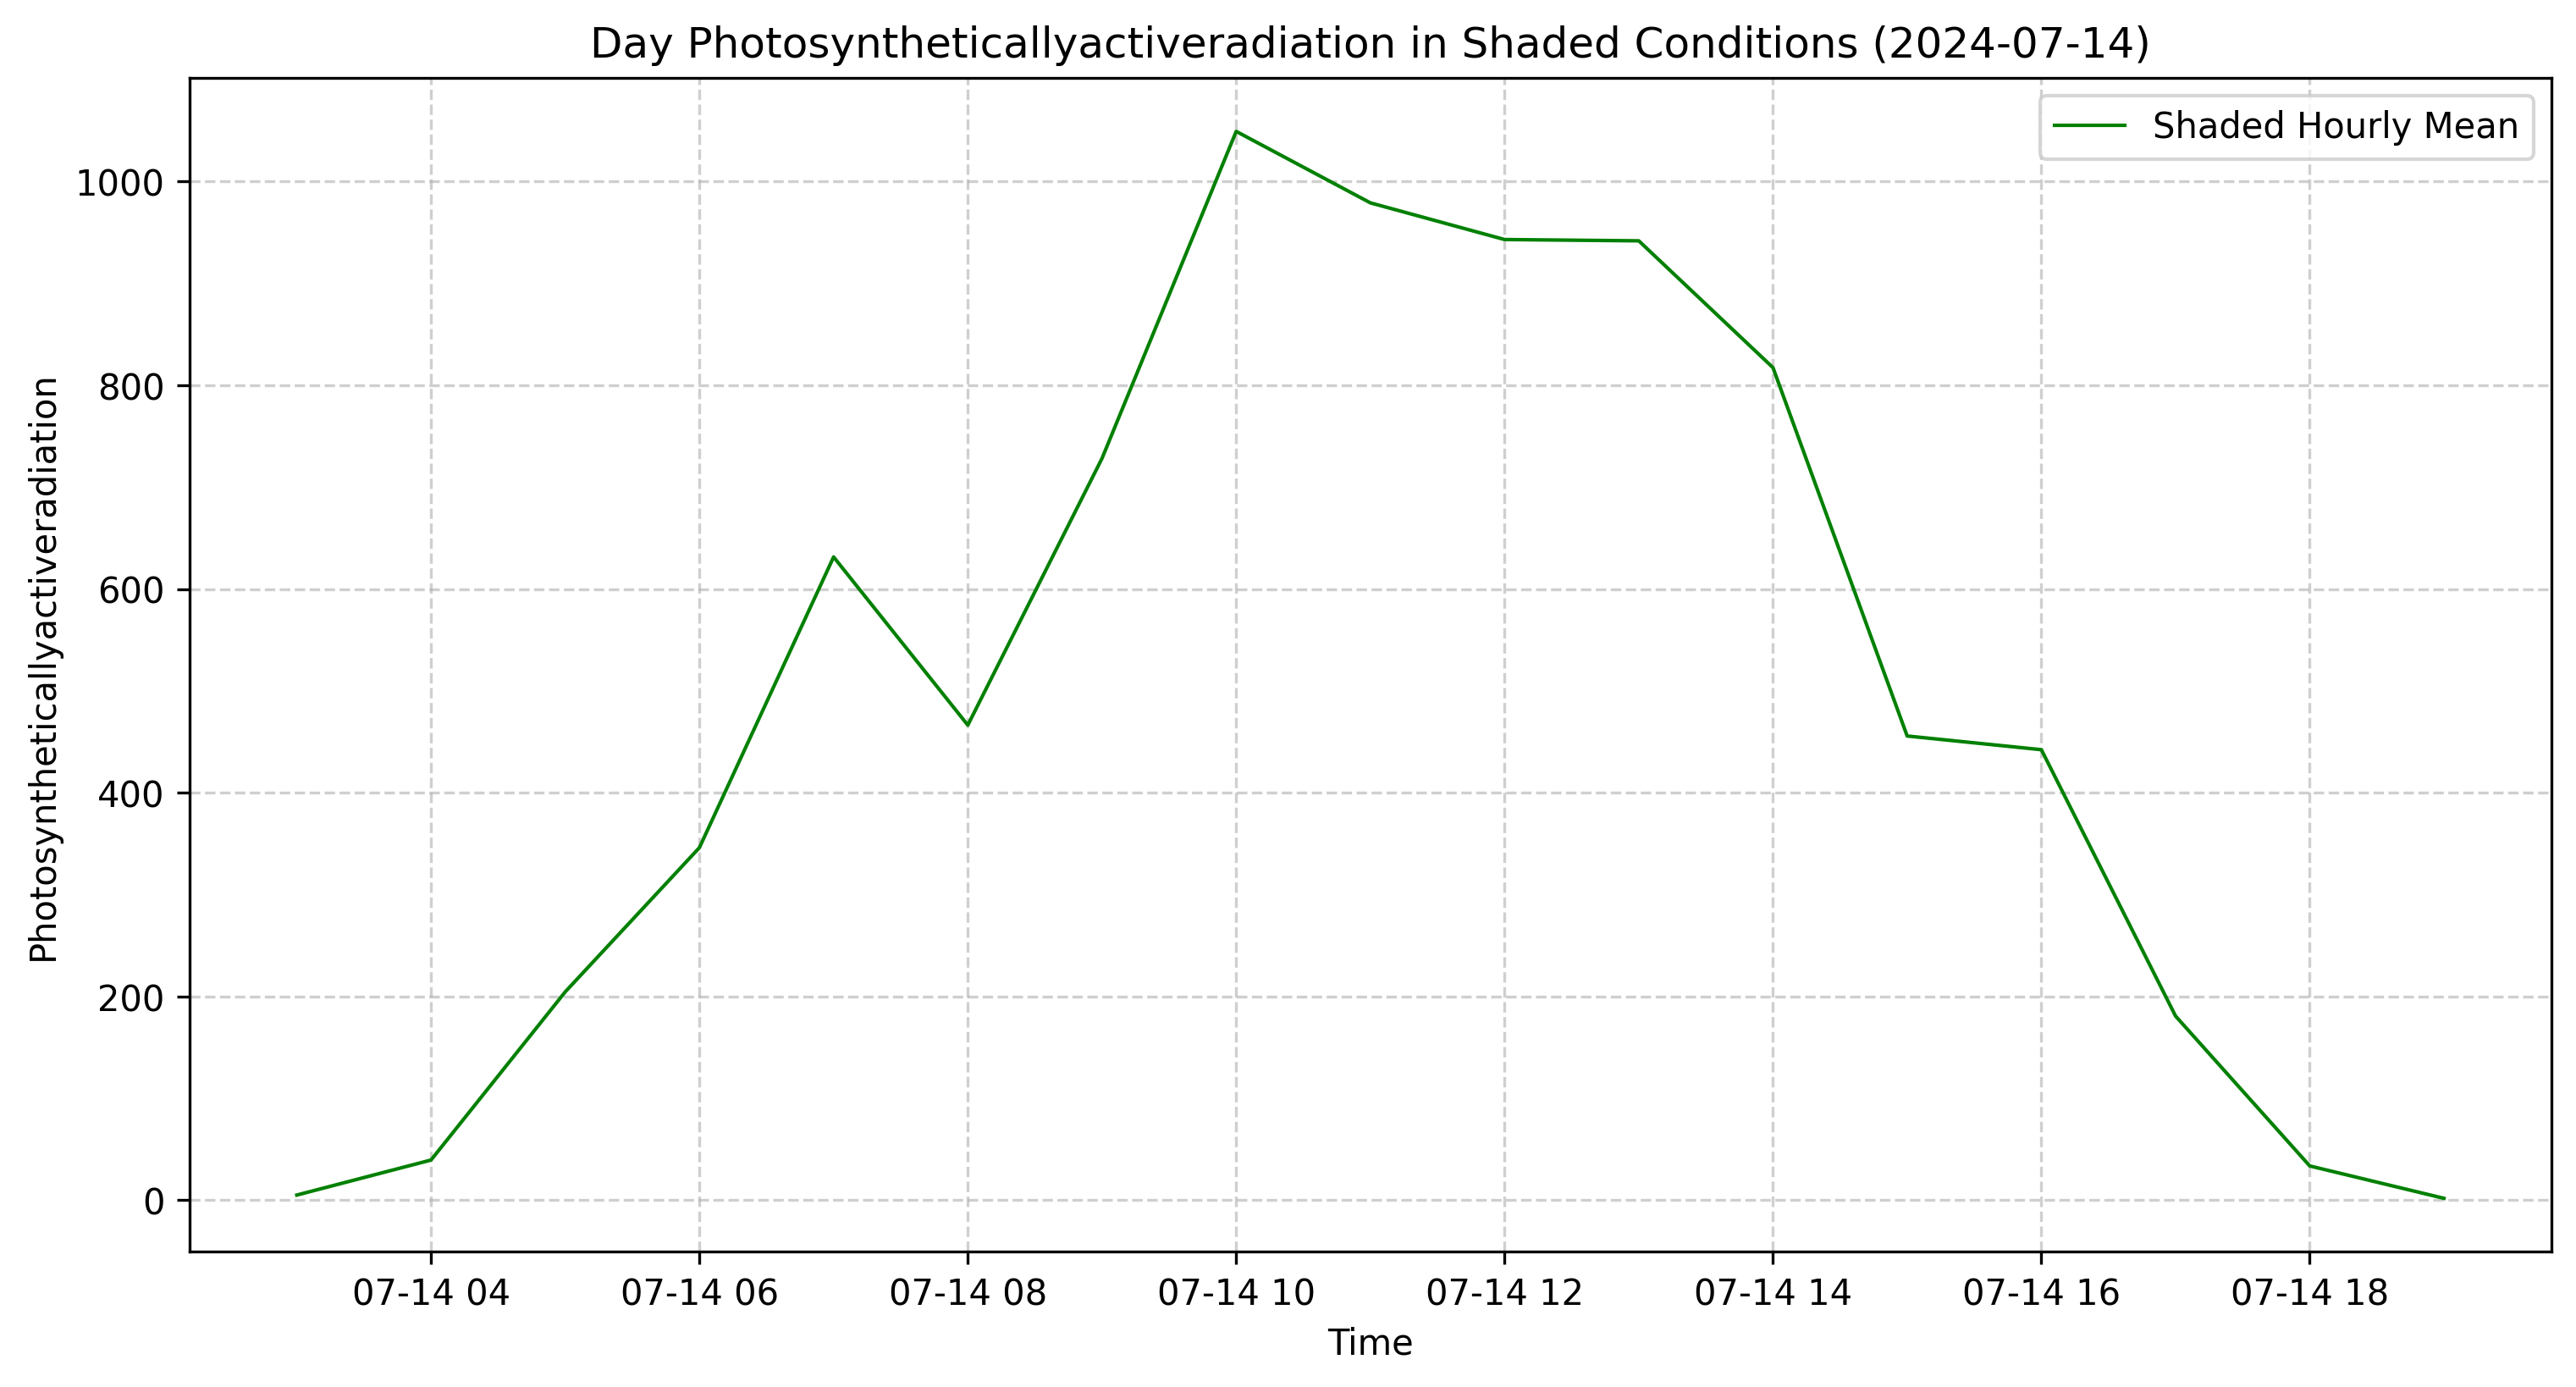 Day Photosyntheticallyactiveradiation in Shaded Conditions (2024-07-14)
Shaded Hourly Mean
Photosyntheticallyactiveradiation
1000
800
600
400
200
0
07-14 04 07-14 06 07-14 08 07-14 10 07-14 12 07-14 14 07-14 16 07-14 18
Time